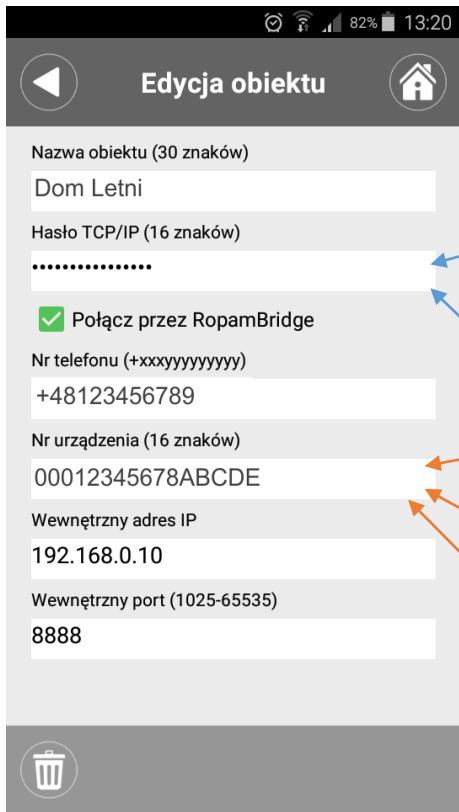 82% 13:20
Edycja obiektu
Nazwa obiektu (30 znaków)
Dom Letni
Hasło TCP/IP (16 znaków)
••••••••••••••••
Połącz przez RopamBridge
Nr telefonu (+xxxyyyyyyyyy)
+48123456789
Nr urządzenia (16 znaków)
00012345678ABCDE
Wewnętrzny adres IP
192.168.0.10
Wewnętrzny port (1025-65535)
8888